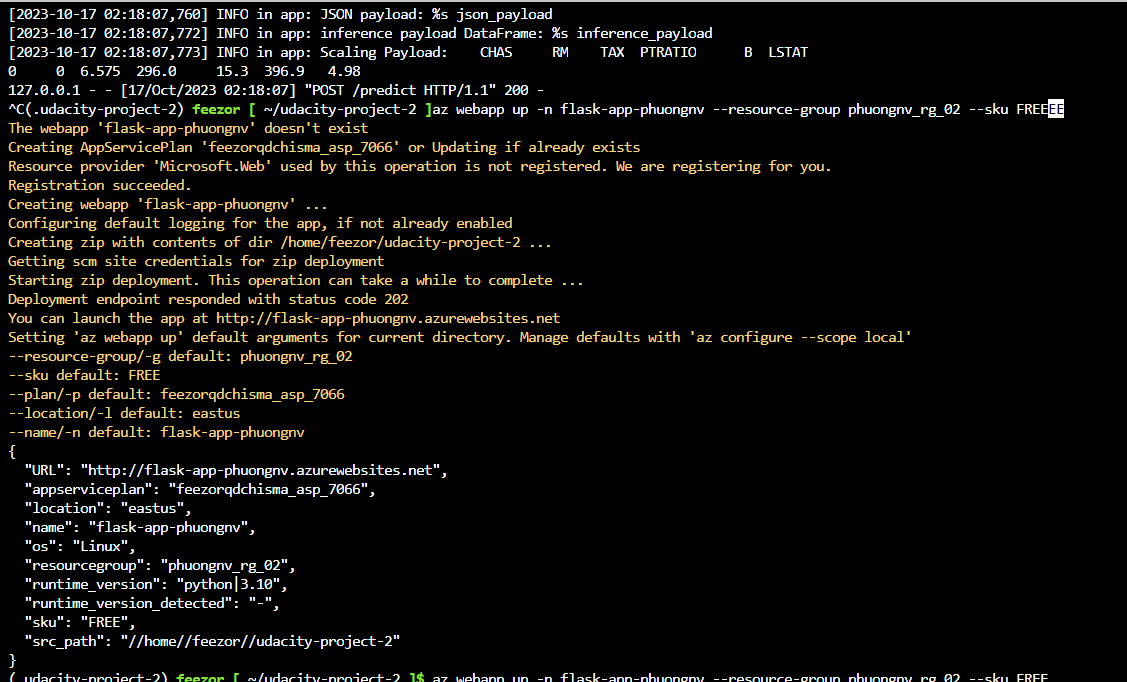 [2023-10-17 02:18:07,760] INFO in app: JSON payload: %s json_payload
[2023-10-17 02:18:07,772] INFO in app: inference payload DataFrame: %s inference_payload
[2023-10-17 02:18:07,773] INFO in app: Scaling Payload:    CHAS     RM    TAX  PTRATIO      B  LSTAT
0     0  6.575  296.0     15.3  396.9   4.98
127.0.0.1 - - [17/Oct/2023 02:18:07] "POST /predict HTTP/1.1" 200 -
^C(.udacity-project-2) feezor [ ~/udacity-project-2 ]az webapp up -n flask-app-phuongnv --resource-group phuongnv_rg_02 --sku FREEEE
The webapp 'flask-app-phuongnv' doesn't exist
Creating AppServicePlan 'feezorqdchisma_asp_7066' or Updating if already exists
Resource provider 'Microsoft.Web' used by this operation is not registered. We are registering for you.
Registration succeeded.
Creating webapp 'flask-app-phuongnv' ...
Configuring default logging for the app, if not already enabled
Creating zip with contents of dir /home/feezor/udacity-project-2 ...
Getting scm site credentials for zip deployment
Starting zip deployment. This operation can take a while to complete ...
Deployment endpoint responded with status code 202
You can launch the app at http://flask-app-phuongnv.azurewebsites.net
Setting 'az webapp up' default arguments for current directory. Manage defaults with 'az configure --scope local'
--resource-group/-g default: phuongnv_rg_02
--sku default: FREE
--plan/-p default: feezorqdchisma_asp_7066
--location/-l default: eastus
--name/-n default: flask-app-phuongnv
{
  "URL": "http://flask-app-phuongnv.azurewebsites.net",
  "appserviceplan": "feezorqdchisma_asp_7066",
  "location": "eastus",
  "name": "flask-app-phuongnv",
  "os": "Linux",
  "resourcegroup": "phuongnv_rg_02",
  "runtime_version": "python|3.10",
  "runtime_version_detected": "-",
  "sku": "FREE",
  "src_path": "//home//feezor//udacity-project-2"
}
(.udacity-project-2) feezor [ ~/udacity-project-2 ]$ az webapp up -n flask-app-phuongnv --resource-group phuongnv_rg_02 --sku FREE